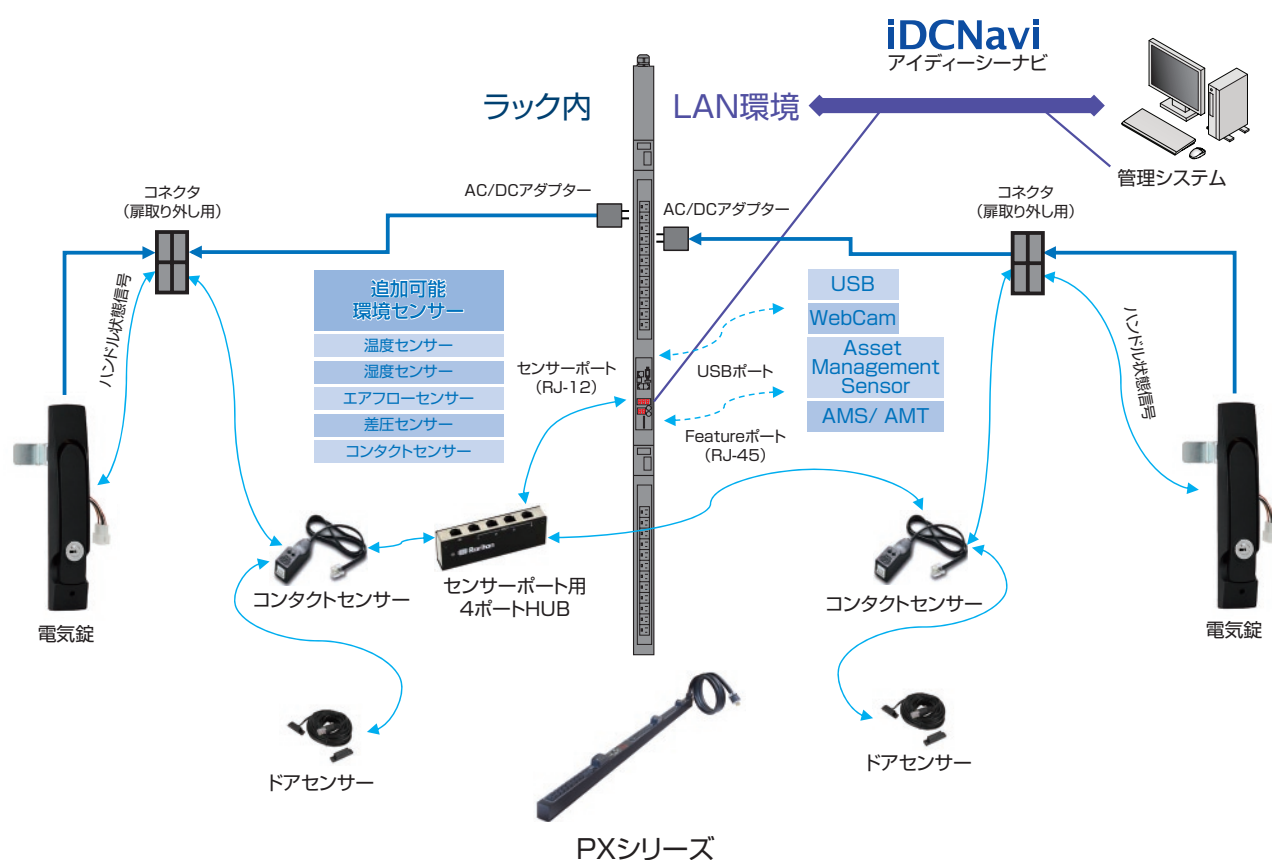 iDCNavi
アイディーシーナビ
ラック内
LAN環境
管理システム
コネクタ
（扉取り外し用）
AC/DCアダプター
AC/DCアダプター
コネクタ
（扉取り外し用）
ハンドル状態信号
追加可能
環境センサー
温度センサー
湿度センサー
エアフローセンサー
差圧センサー
コンタクトセンサー
センサーポート
（RJ-12）
USBポート
Featureポート
（RJ-45）
USB
WebCam
Asset
Management
Sensor
AMS/ AMT
ハンドル状態信号
Raritan
電気錠
コンタクトセンサー
センサーポート用
4ポートHUB
コンタクトセンサー
電気錠
ドアセンサー
ドアセンサー
PXシリーズ